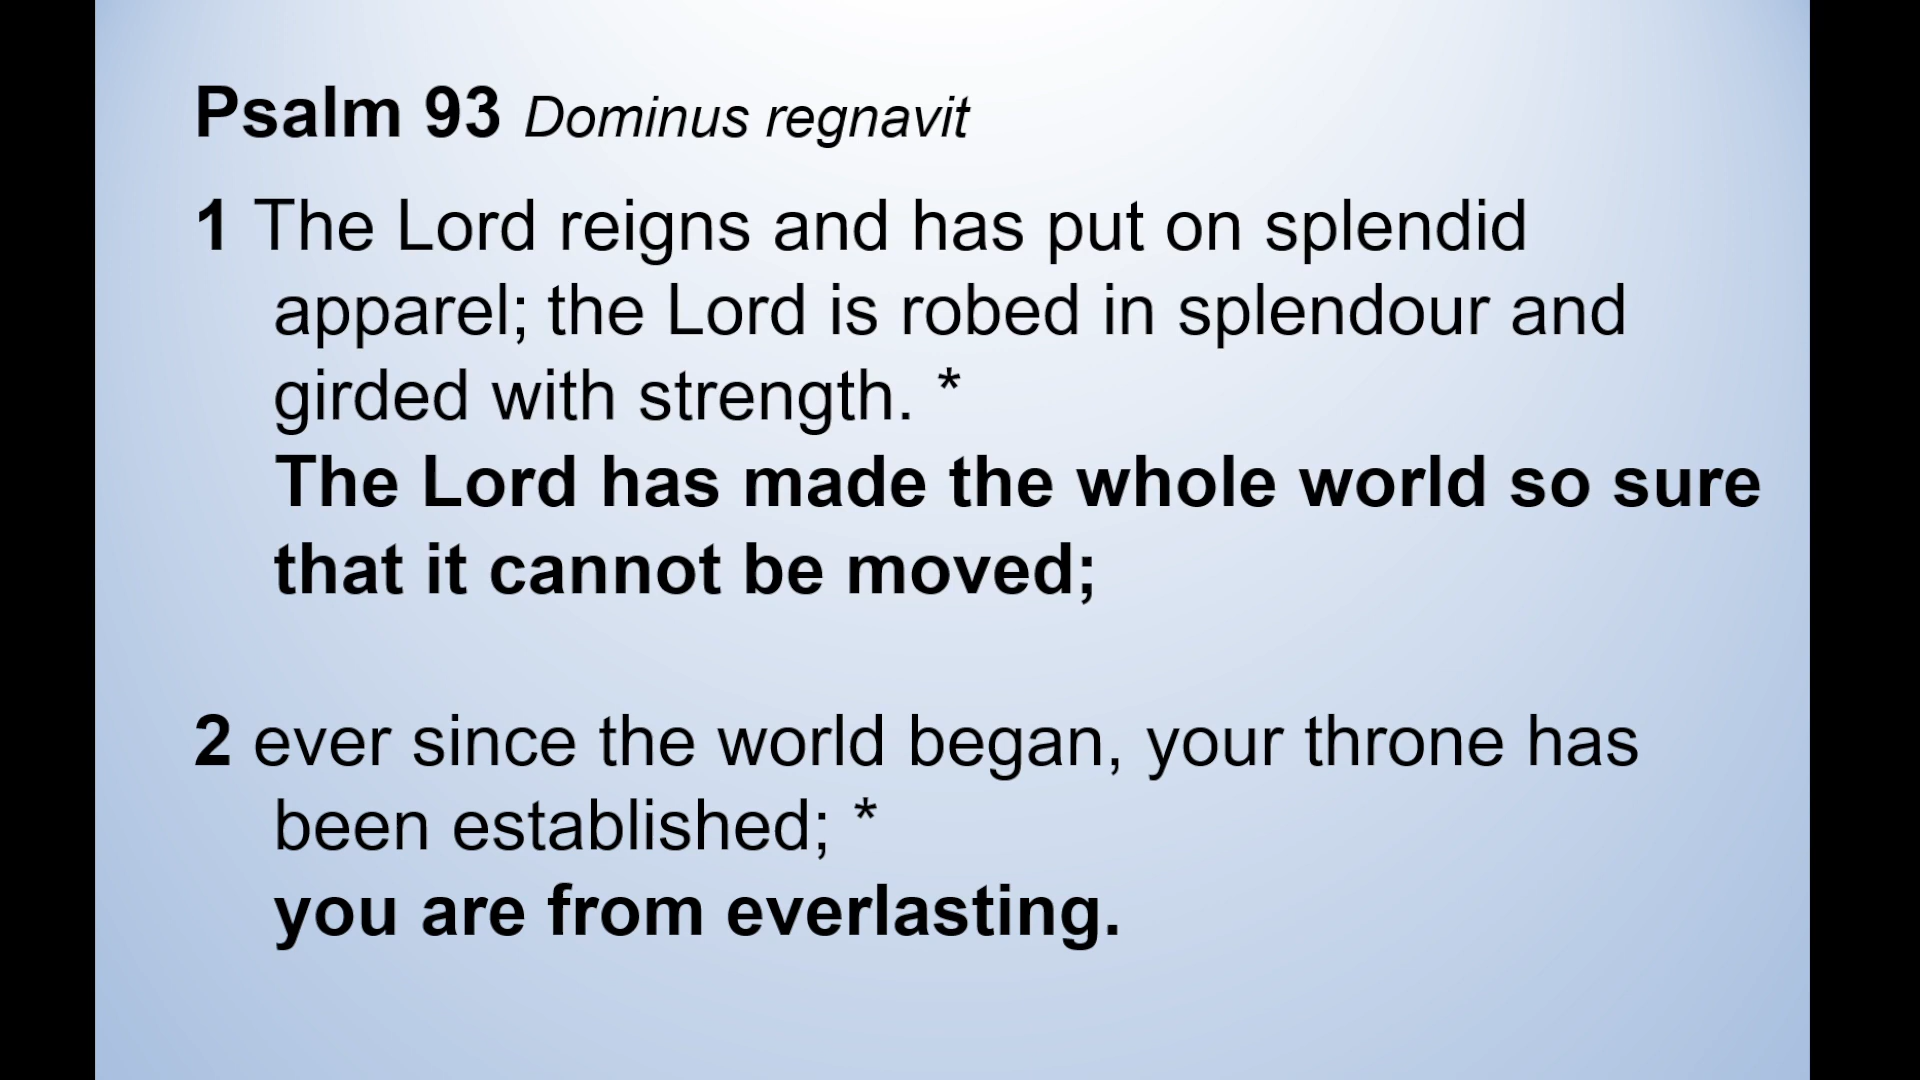 Psalm 93 Dominus regnavit
1 The Lord reigns and has put on splendid
apparel; the Lord is robed in splendour and
girded with strength. *
The Lord has made the whole world so sure
that it cannot be moved;
2 ever since the world began, your throne has
been established; *
you are from everlasting.